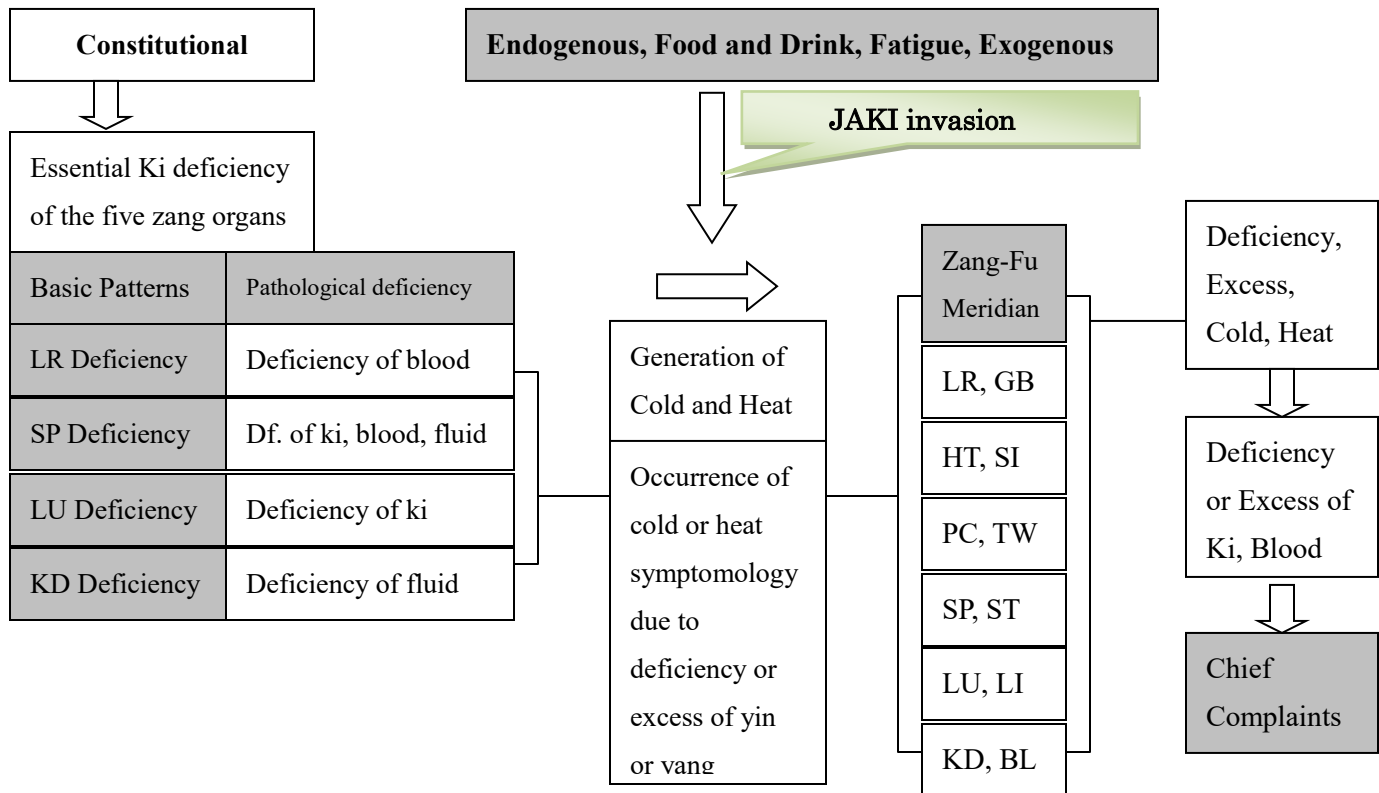 Constitutional
Endogenous, Food and Drink, Fatigue, Exogenous
JAKI invasion
Essential Ki deficiency
of the five zang organs
Basic Patterns
Pathological deficiency
LR Deficiency
Deficiency of blood
SP Deficiency
Df. of ki, blood, fluid
LU Deficiency
Deficiency of ki
KD Deficiency
Deficiency of fluid
Generation of
Cold and Heat
Occurrence of
cold or heat
symptomology
due to
deficiency or
excess of yin
or yang
Zang-Fu
Meridian
LR, GB
HT, SI
PC, TW
SP, ST
LU, LI
KD, BL
Deficiency,
Excess,
Cold, Heat
Deficiency
or Excess of
Ki, Blood
Chief
Complaints